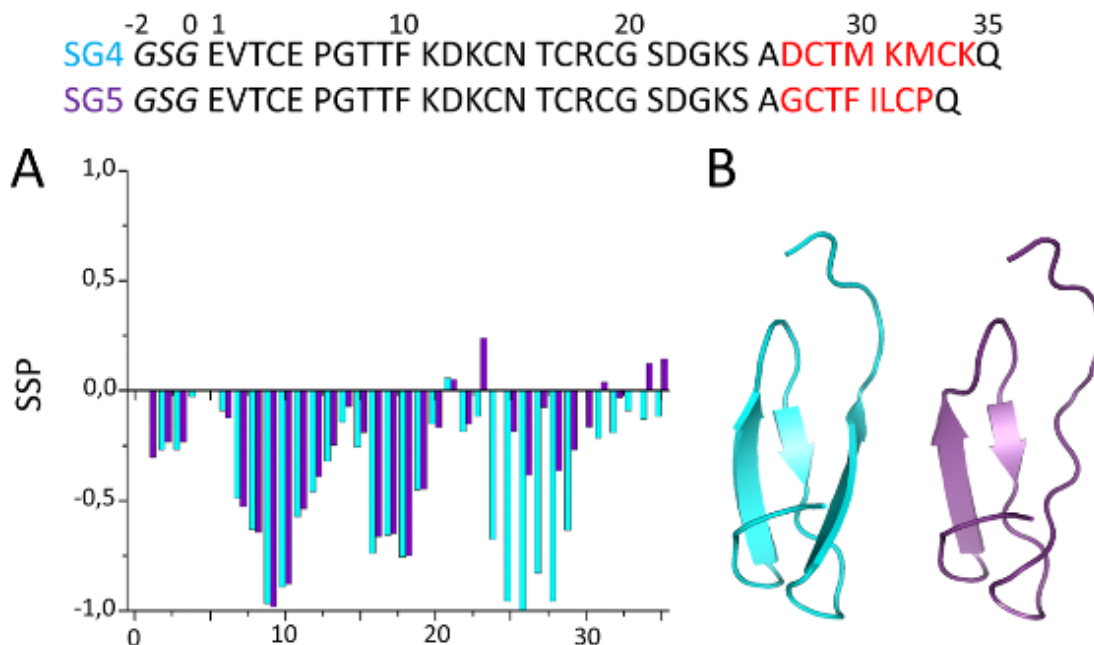 -2 0 1 10 20 30 35
SG4 GSG EVTCE PGTTF KDKCN TCRCG SDGKS ADCTM KMCKQ
SG5 GSG EVTCE PGTTF KDKCN TCRCG SDGKS AGCTF ILCPQ
A
B
1,0
0,5
0,0
-0,5
-1,0
SSP
0 10 20 30